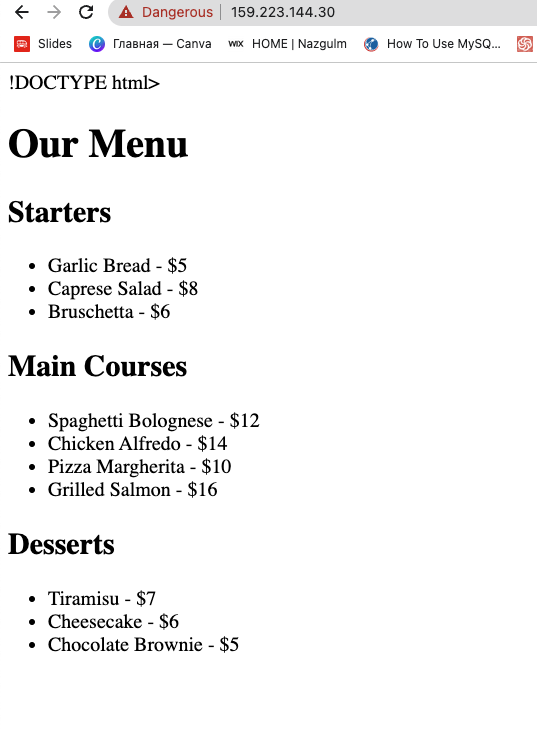 Dangerous | 159.223.144.30
Slides Главная — Canva WIX HOME | Nazgulm How To Use MySQ...
!DOCTYPE html>
Our Menu
Starters
• Garlic Bread - $5
• Caprese Salad - $8
• Bruschetta - $6
Main Courses
• Spaghetti Bolognese - $12
• Chicken Alfredo - $14
• Pizza Margherita - $10
• Grilled Salmon - $16
Desserts
• Tiramisu - $7
• Cheesecake - $6
• Chocolate Brownie - $5